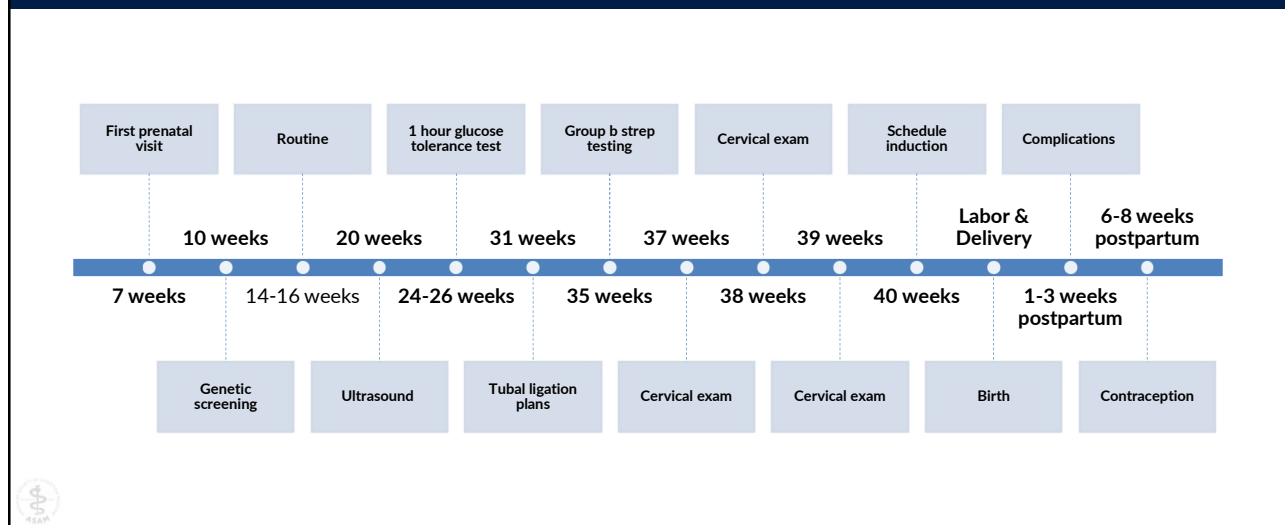 First prenatal
visit
Routine
1 hour glucose
tolerance test
Group b strep
testing
Cervical exam
Schedule
induction
Complications
10 weeks
20 weeks
31 weeks
37 weeks
39 weeks
Labor &
Delivery
6-8 weeks
postpartum
7 weeks
14-16 weeks
24-26 weeks
35 weeks
38 weeks
40 weeks
1-3 weeks
postpartum
Genetic
screening
Ultrasound
Tubal ligation
plans
Cervical exam
Cervical exam
Birth
Contraception
ASAM